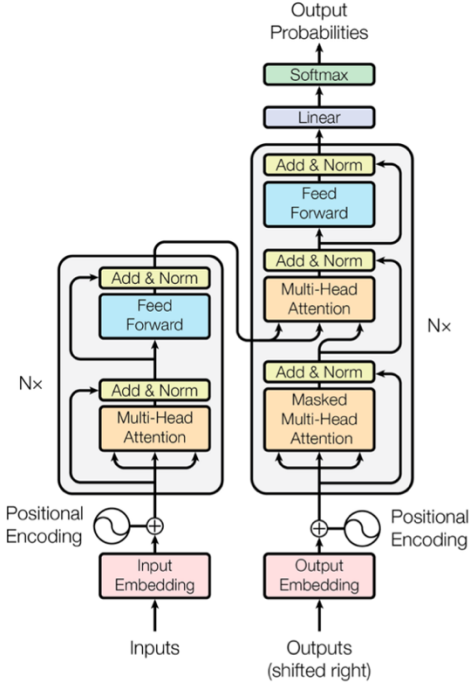 Output
Probabilities
Softmax
Linear
Add & Norm
Feed
Forward
Add & Norm
Multi-Head
Attention
Add & Norm
Masked
Multi-Head
Attention
N×
Add & Norm
Feed
Forward
Add & Norm
Multi-Head
Attention
N×
Positional
Encoding
Positional
Encoding
Input
Embedding
Output
Embedding
Inputs
Outputs
(shifted right)